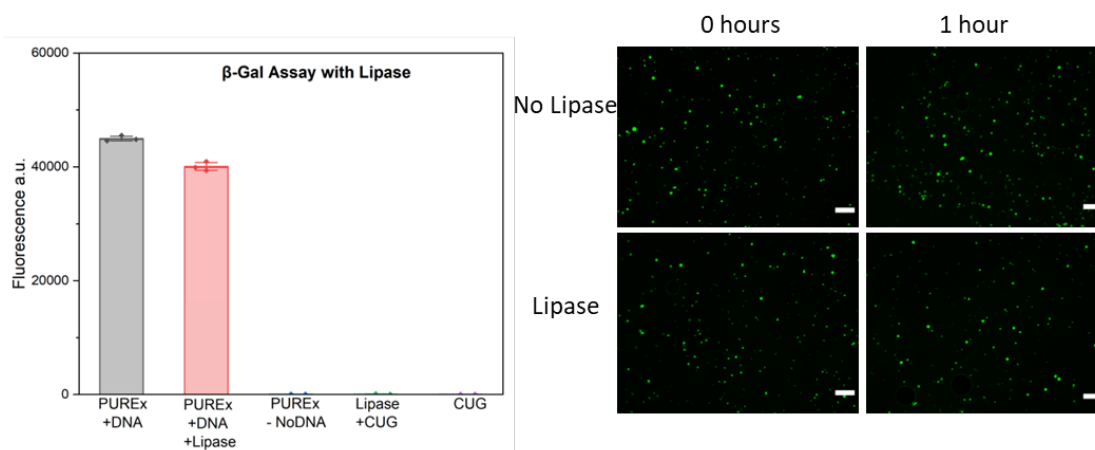 β-Gal Assay with Lipase
Fluorescence a.u.
60000
40000
20000
0
PUREx
+DNA
PUREx
+DNA
+Lipase
PUREx
- NoDNA
Lipase
+CUG
CUG
0 hours
1 hour
No Lipase
Lipase